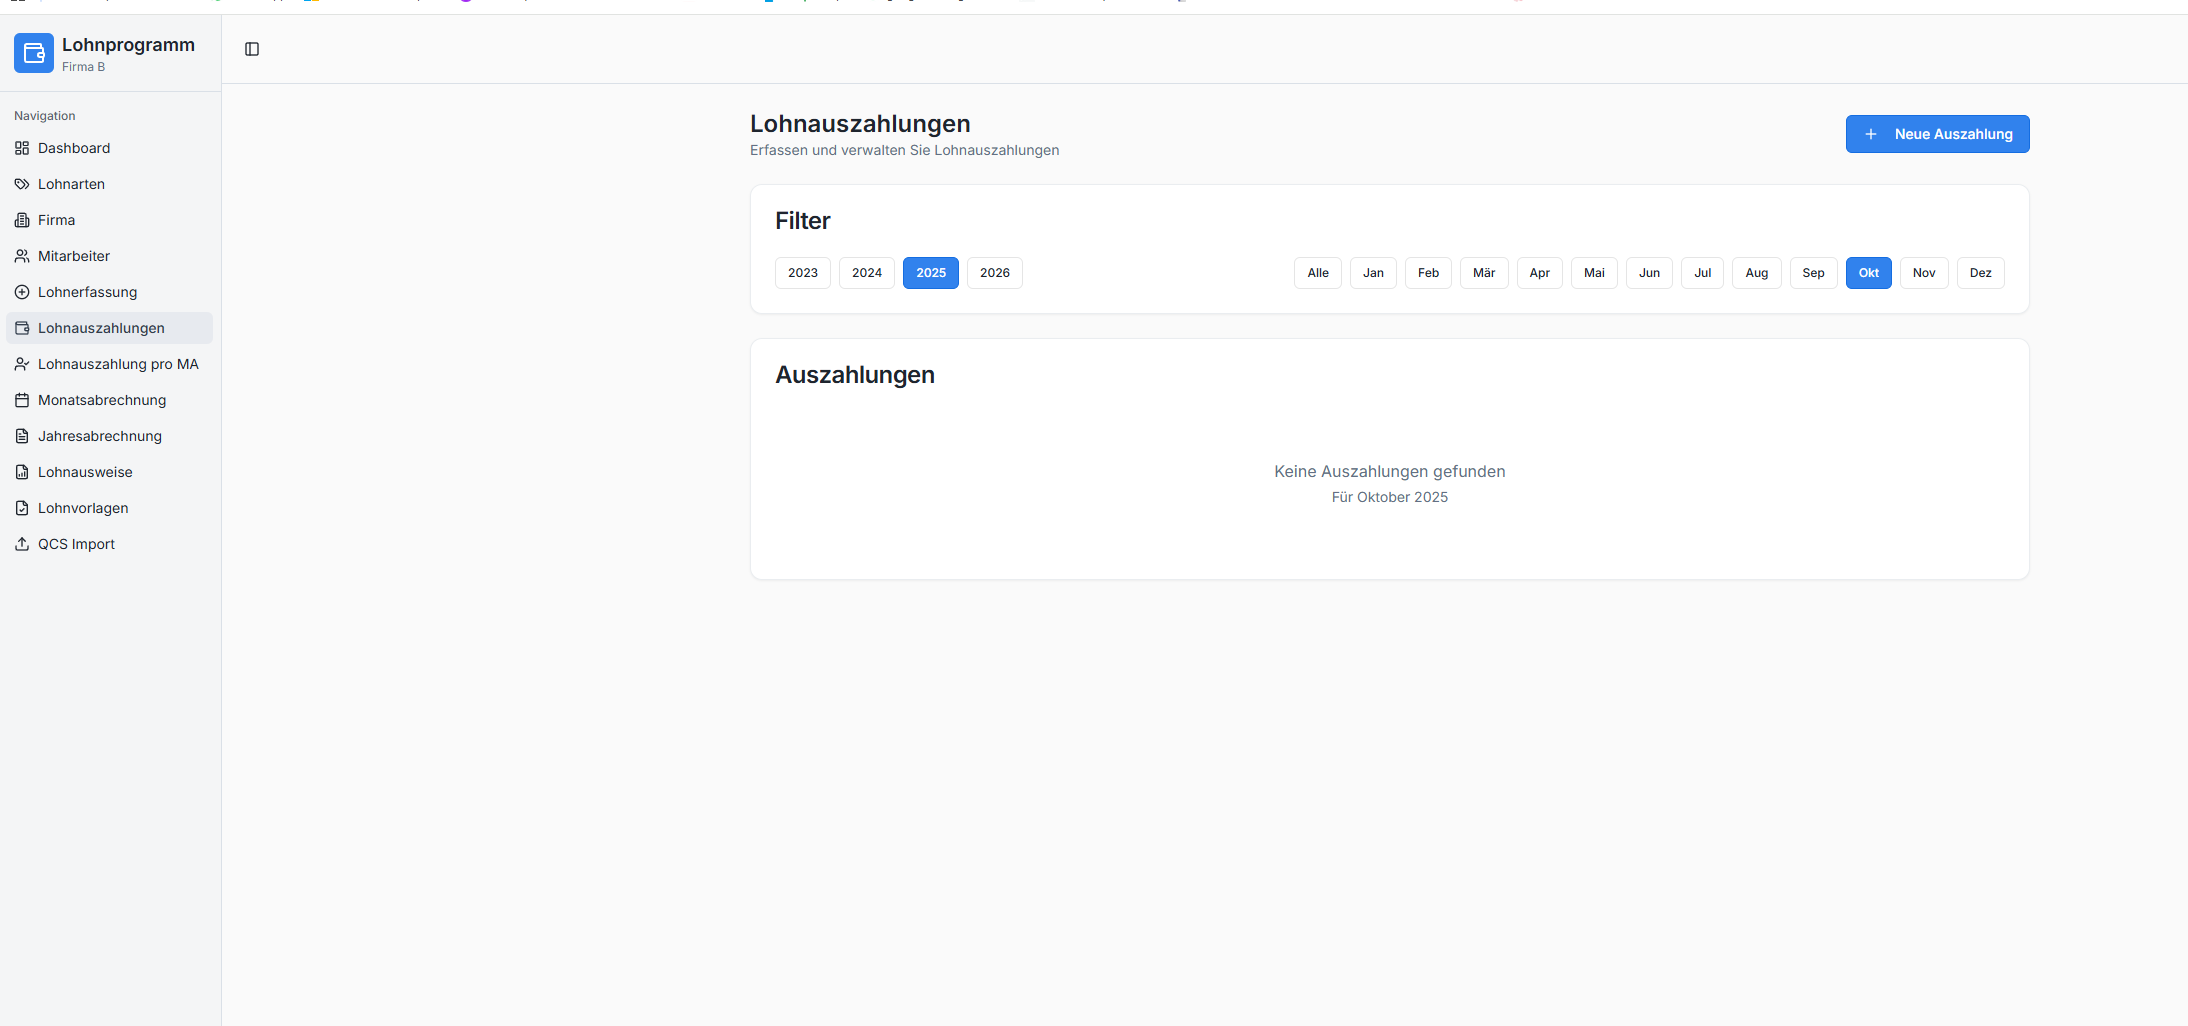 Lohnprogramm
Firma B
Navigation
Dashboard
Lohnarten
Firma
Mitarbeiter
Lohnerfassung
Lohnauszahlungen
Lohnauszahlung pro MA
Monatsabrechnung
Jahresabrechnung
Lohnausweise
Lohnvorlagen
QCS Import
Lohnauszahlungen
Erfassen und verwalten Sie Lohnauszahlungen
Neue Auszahlung
Filter
2023 2024 2025 2026 Alle Jan Feb Mär Apr Mai Jun Jul Aug Sep Okt Nov Dez
Auszahlungen
Keine Auszahlungen gefunden
Für Oktober 2025